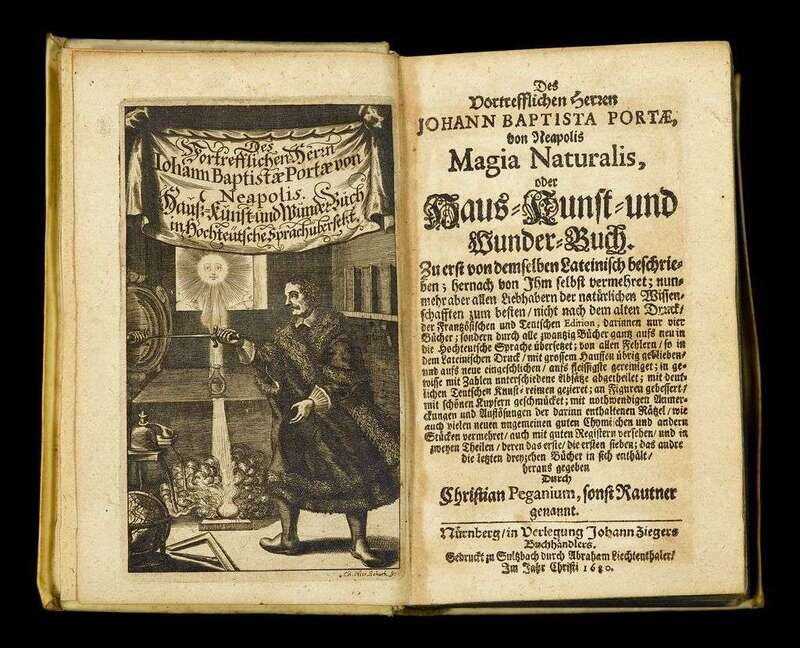 Des
Vortrefflichen Herrn
Iohann Baptistæ Portæ von
Neapolis.
Hauß-Kunst und Wunder-Buch
in Hochteutsche Sprach übersetzt.
Des
Vortrefflichen Herren
JOHANN BAPTISTA PORTÆ,
von Neapolis
Magia Naturalis,
oder
Haus-Kunst-und
Wunder-Buch.
Zu erst von demselben Lateinisch beschrie-
ben; hernach von Ihm selbst vermehret; nun-
mehr aber allen Liebhabern der natürlichen Wissen-
schafften zum besten/ nicht nach dem alten Druck/
der Frantzösischen und Teutschen Edition, darinnen nur vier
Bücher; sondern durch alle zwantzig Bücher gantz aufs neu in
die Hochteutsche Sprache übersetzet; von allen Fehlern/ so in
dem Lateinischen Druck/ mit großem Hauffen übrig geblieben/
und aufs neue eingeschlichen/ aufs fleissigste gereiniget; in ge-
wisse mit Zahlen unterschiedene Absätze abgetheilet; mit deut-
lichen Teutschen Kunst-reimen gezieret; an Figuren gebessert/
mit schönen Kupfern geschmücket; mit nothwendigen Anmer-
ckungen und Auflösungen der darinn enthaltenen Rätzel/ wie
auch vielen neuen ungemeinen guten Chymischen und andern
Stücken vermehret/ auch mit guten Registern versehen/ und in
zweyen Theilen/ deren das erste/ die ersten sieben; das andre
die letzten dreyzehen Bücher in sich enthält/
heraus gegeben
Durch
Christian Peganium, sonst Rautner
genannt.
Nürnberg/ in Verlegung Johann Ziegers
Buchhändlers.
Gedruckt zu Sultzbach durch Abraham Liechtenthaler/
Im Jahr Christi 1680.